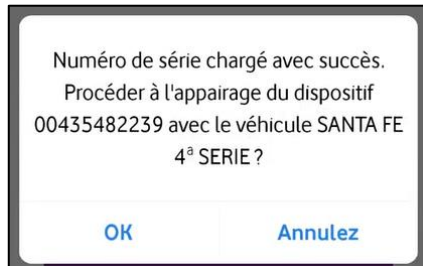 Numéro de série chargé avec succès.
Procéder à l'appairage du dispositif
00435482239 avec le véhicule SANTA FE
4ª SERIE ?
OK
Annulez